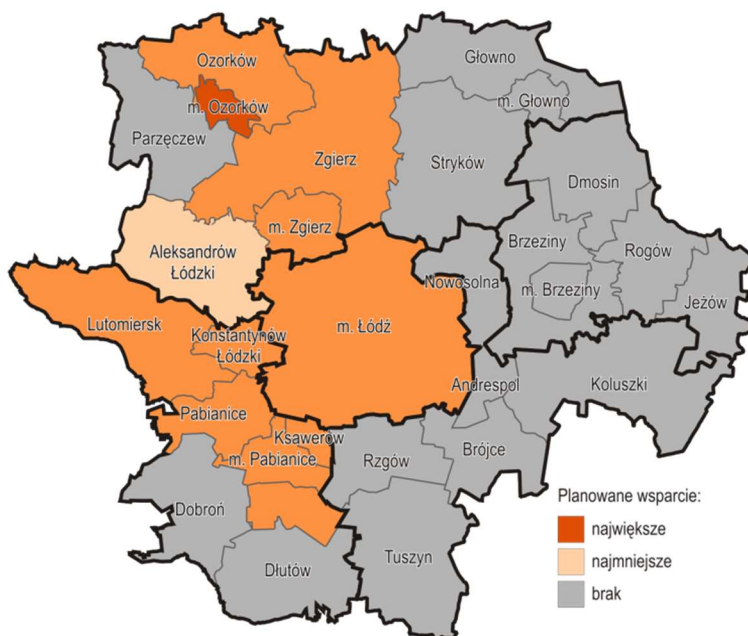 Ozorków
Głowno
m. Ozorków
m. Głowno
Parzęczew
Zgierz
Stryków
Dmosin
m. Zgierz
Aleksandrów
Łódzki
Brzeziny
Rogów
Nowosolna
m. Brzeziny
Jeżów
Lutomiersk
Konstantynów
Łódzki
m. Łódź
Andrespol
Koluszki
Pabianice
Ksawerów
m. Pabianice
Rzgów
Brójce
Dobroń
Dłutów
Tuszyn
Planowane wsparcie:
największe
najmniejsze
brak